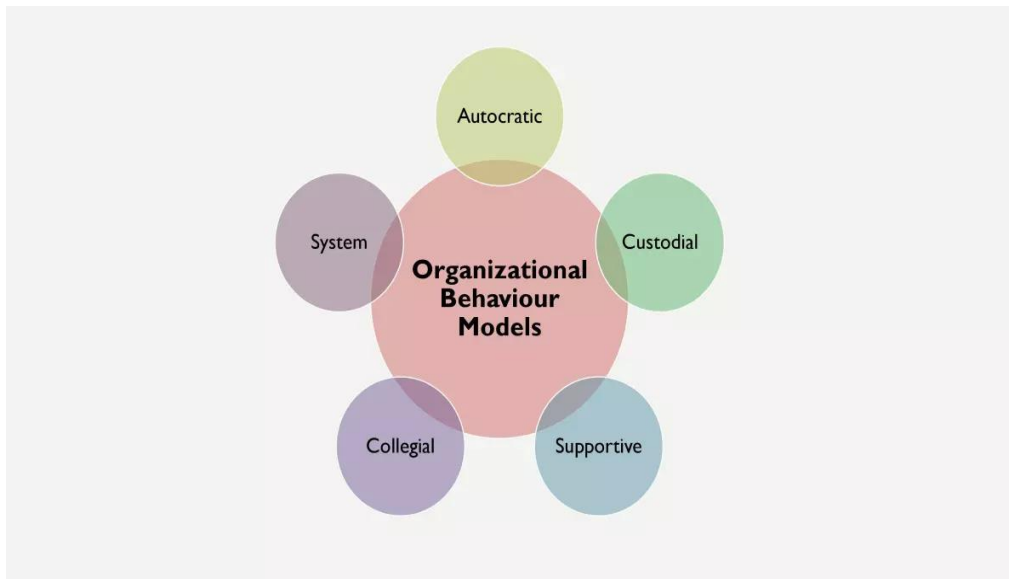 Autocratic
System
Custodial
Organizational
Behaviour
Models
Collegial
Supportive